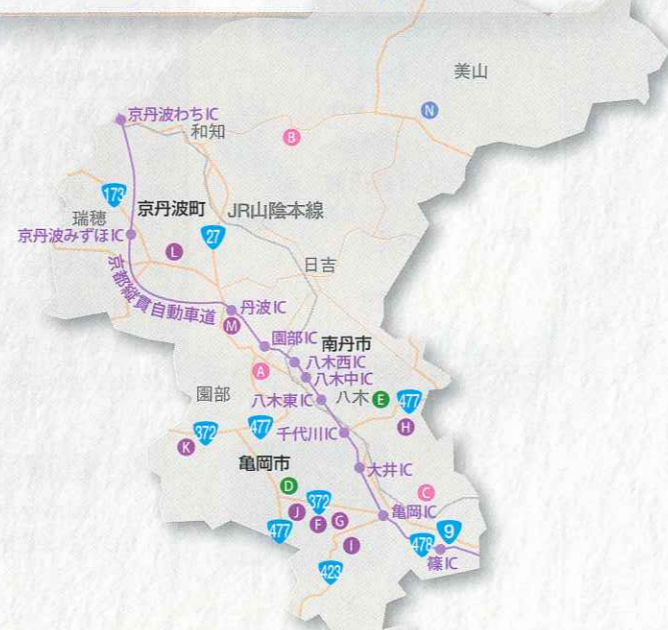 美山
京丹波わちIC
N
和知
B
173
京丹波町
JR山陰本線
瑞穂
27
京丹波みずほIC
L
日吉
京都縦貫自動車道
丹波IC
M
園部IC
南丹市
八木西IC
A
八木中IC
園部
八木東IC
八木
E
477
477
H
372
千代川IC
K
亀岡市
大井IC
D
C
372
J
F
G
亀岡IC
477
9
I
478
篠IC
423